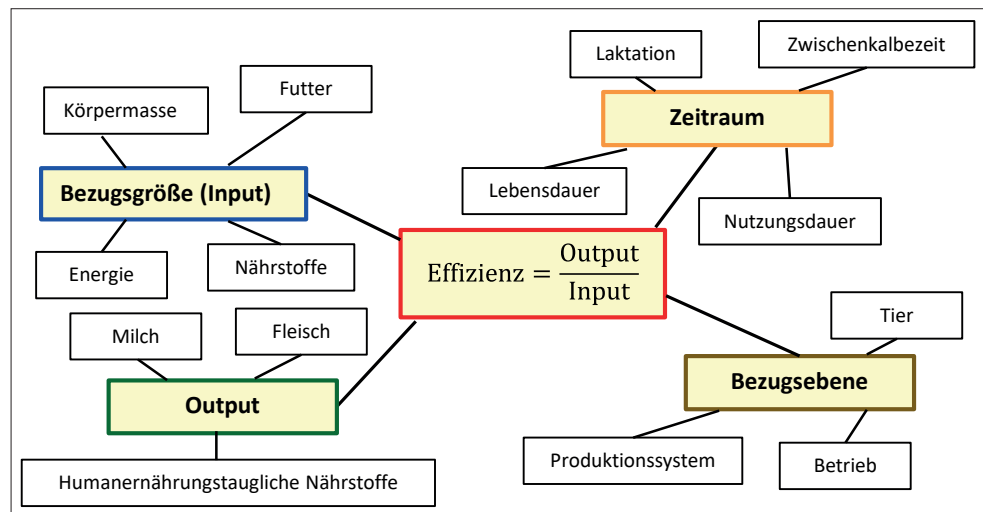 Körpermasse
Futter
Bezugsgröße (Input)
Energie
Nährstoffe
Laktation
Zwischenkalbezeit
Zeitraum
Lebensdauer
Nutzungsdauer
Effizienz = Output / Input
Milch
Fleisch
Output
Humanernährungstaugliche Nährstoffe
Tier
Bezugsebene
Produktionssystem
Betrieb